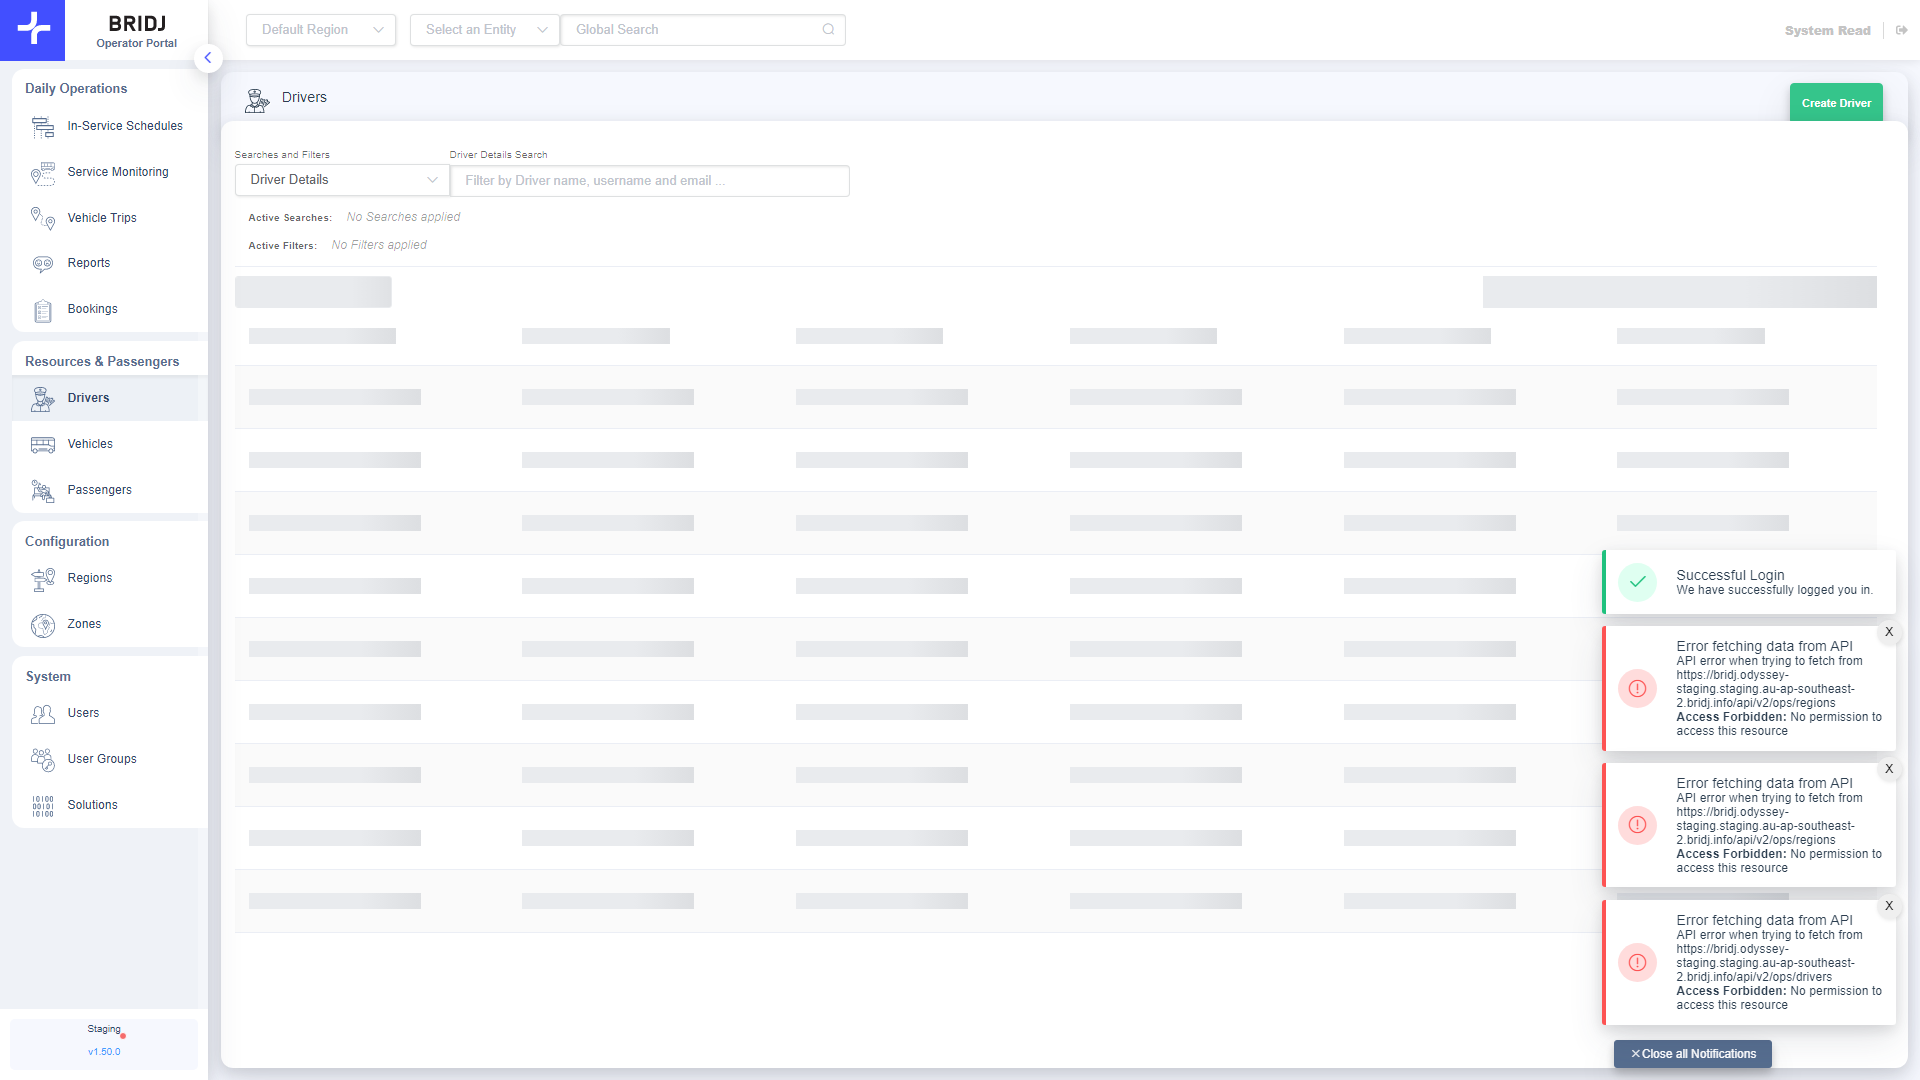 BRIDJ
Operator Portal
Default Region
Select an Entity
Global Search
System Read
Daily Operations
In-Service Schedules
Service Monitoring
Vehicle Trips
Reports
Bookings
Resources & Passengers
Drivers
Vehicles
Passengers
Configuration
Regions
Zones
System
Users
User Groups
Solutions
Staging
v1.50.0
Drivers
Create Driver
Searches and Filters
Driver Details Search
Driver Details
Filter by Driver name, username and email ...
Active Searches: No Searches applied
Active Filters: No Filters applied
Successful Login
We have successfully logged you in.
X
Error fetching data from API
API error when trying to fetch from
https://bridj.odyssey-
staging.staging.au-ap-southeast-
2.bridj.info/api/v2/ops/regions
Access Forbidden: No permission to
access this resource
X
Error fetching data from API
API error when trying to fetch from
https://bridj.odyssey-
staging.staging.au-ap-southeast-
2.bridj.info/api/v2/ops/regions
Access Forbidden: No permission to
access this resource
X
Error fetching data from API
API error when trying to fetch from
https://bridj.odyssey-
staging.staging.au-ap-southeast-
2.bridj.info/api/v2/ops/drivers
Access Forbidden: No permission to
access this resource
✕Close all Notifications